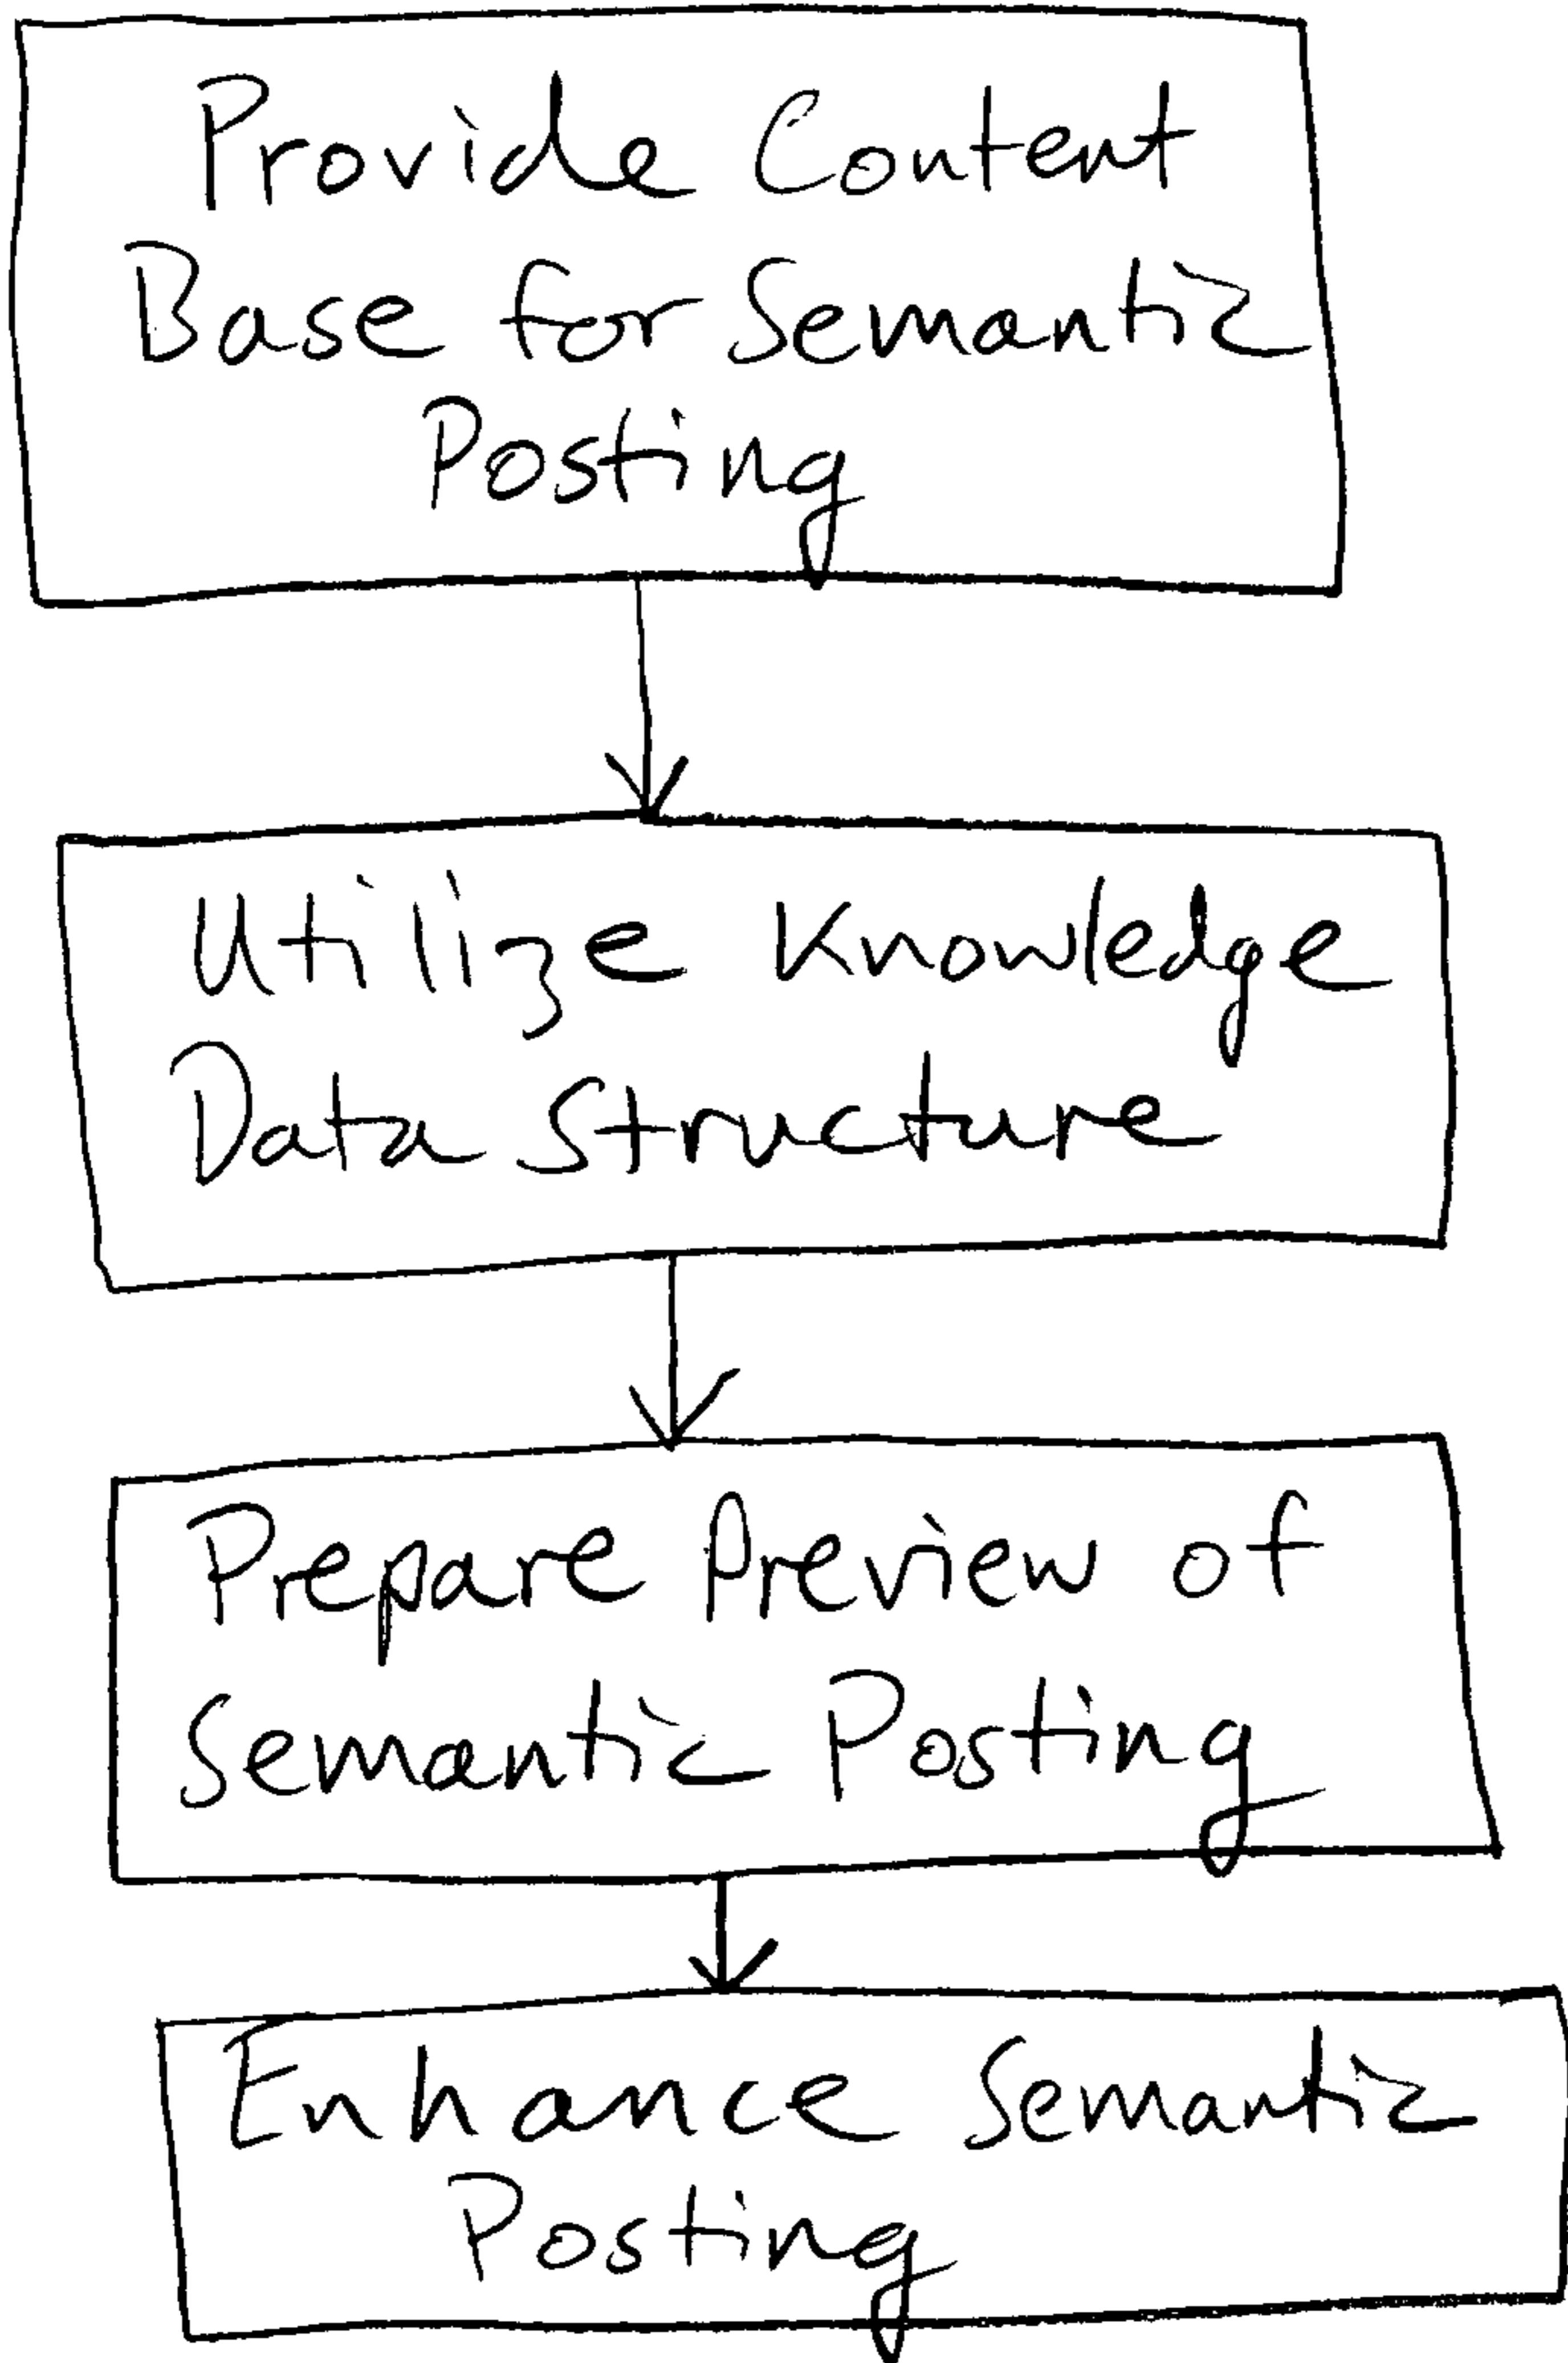 Provide Content
Base for Semantic
Posting
Utilize Knowledge
Data Structure
Prepare Preview of
Semantic Posting
Enhance Semantic
Posting